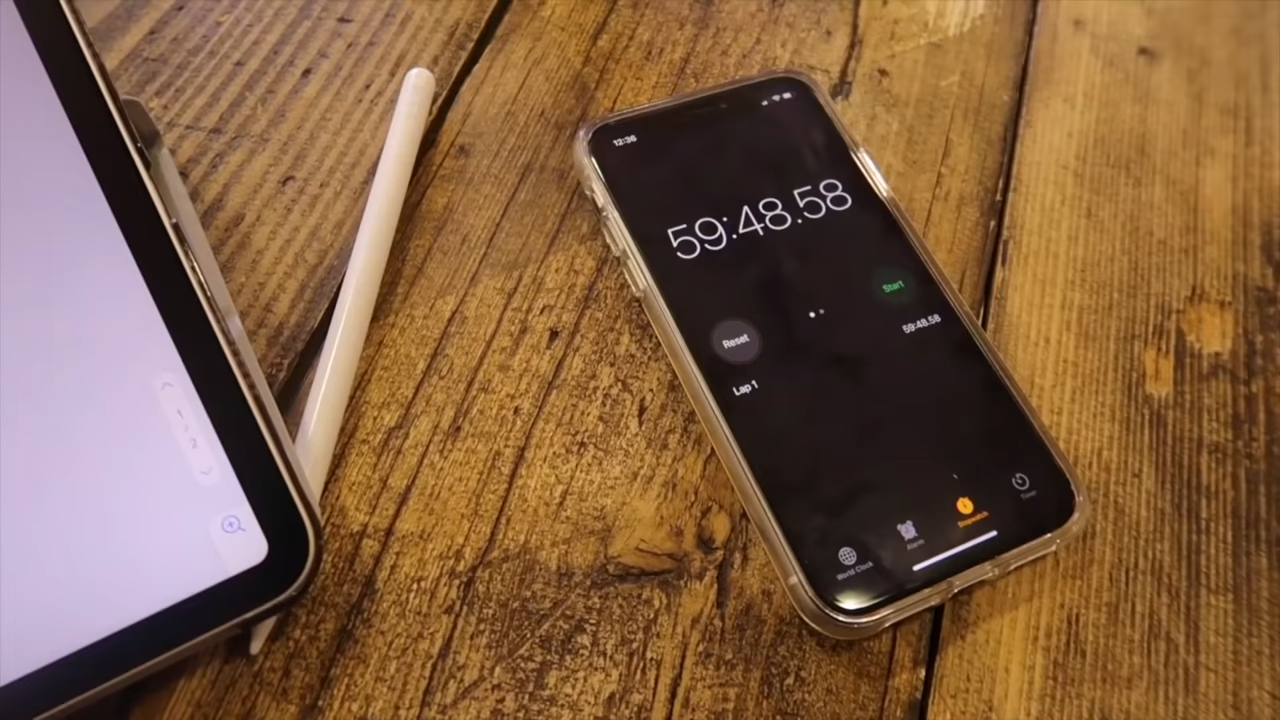 12:36
59:48.58
Reset
Start
Lap 1
59:48.58
World Clock
Alarm
Stopwatch
Timer